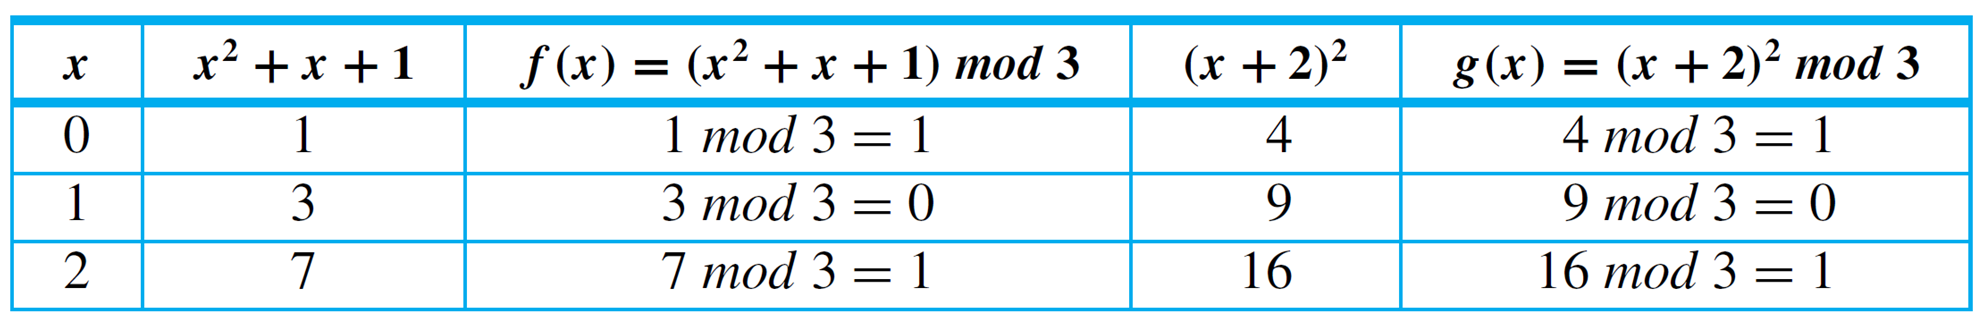 x x² + x + 1 f(x) = (x² + x + 1) mod 3 (x + 2)² g(x) = (x + 2)² mod 3
0 1 1 mod 3 = 1 4 4 mod 3 = 1
1 3 3 mod 3 = 0 9 9 mod 3 = 0
2 7 7 mod 3 = 1 16 16 mod 3 = 1